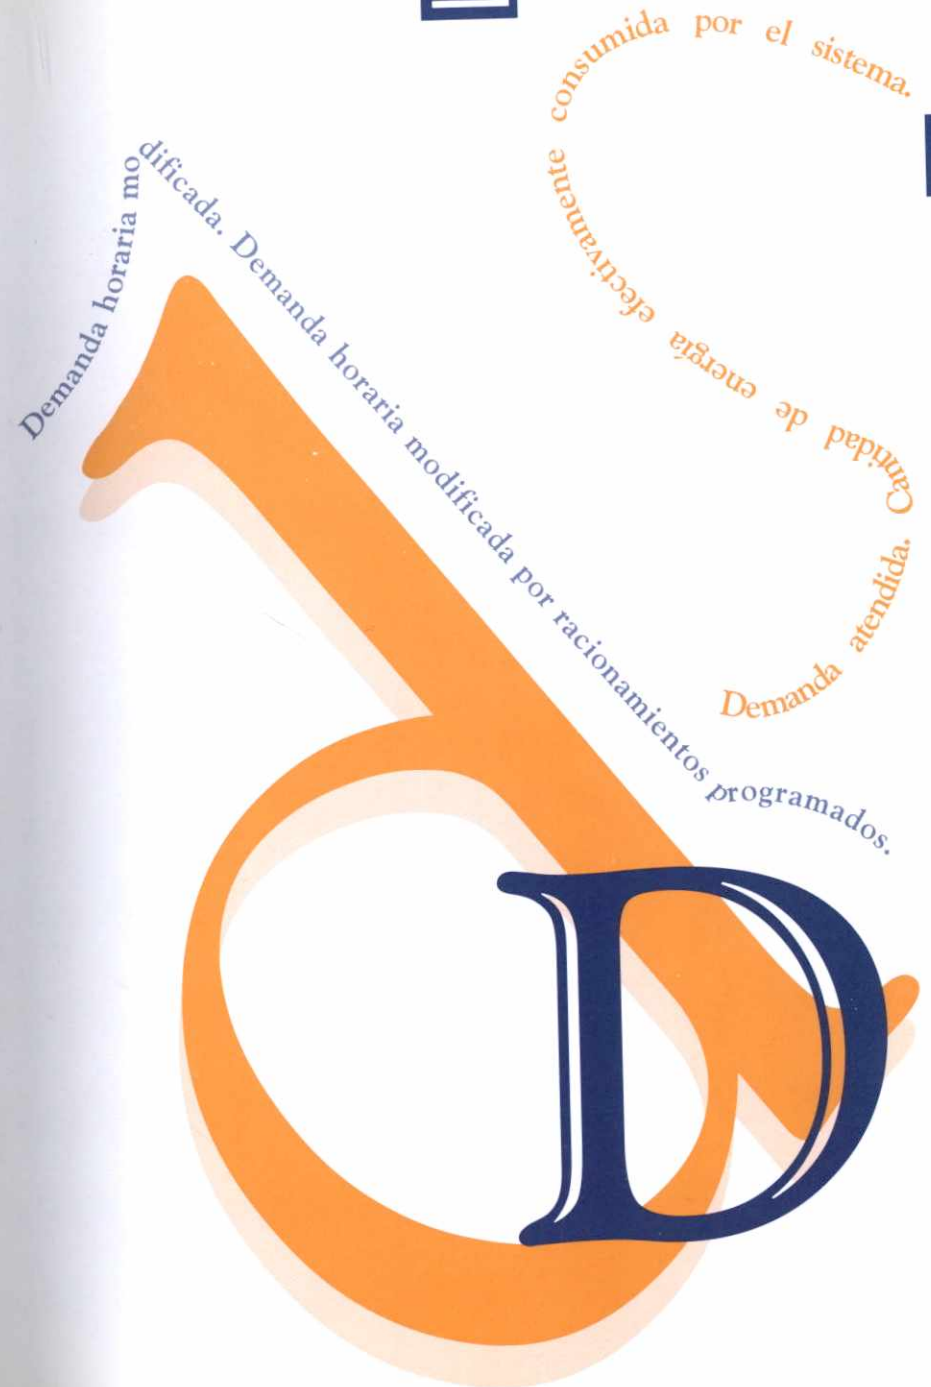 Demanda atendida. Cantidad de energía efectivamente consumida por el sistema.
Demanda horaria modificada. Demanda horaria modificada por racionamientos programados.
d
D